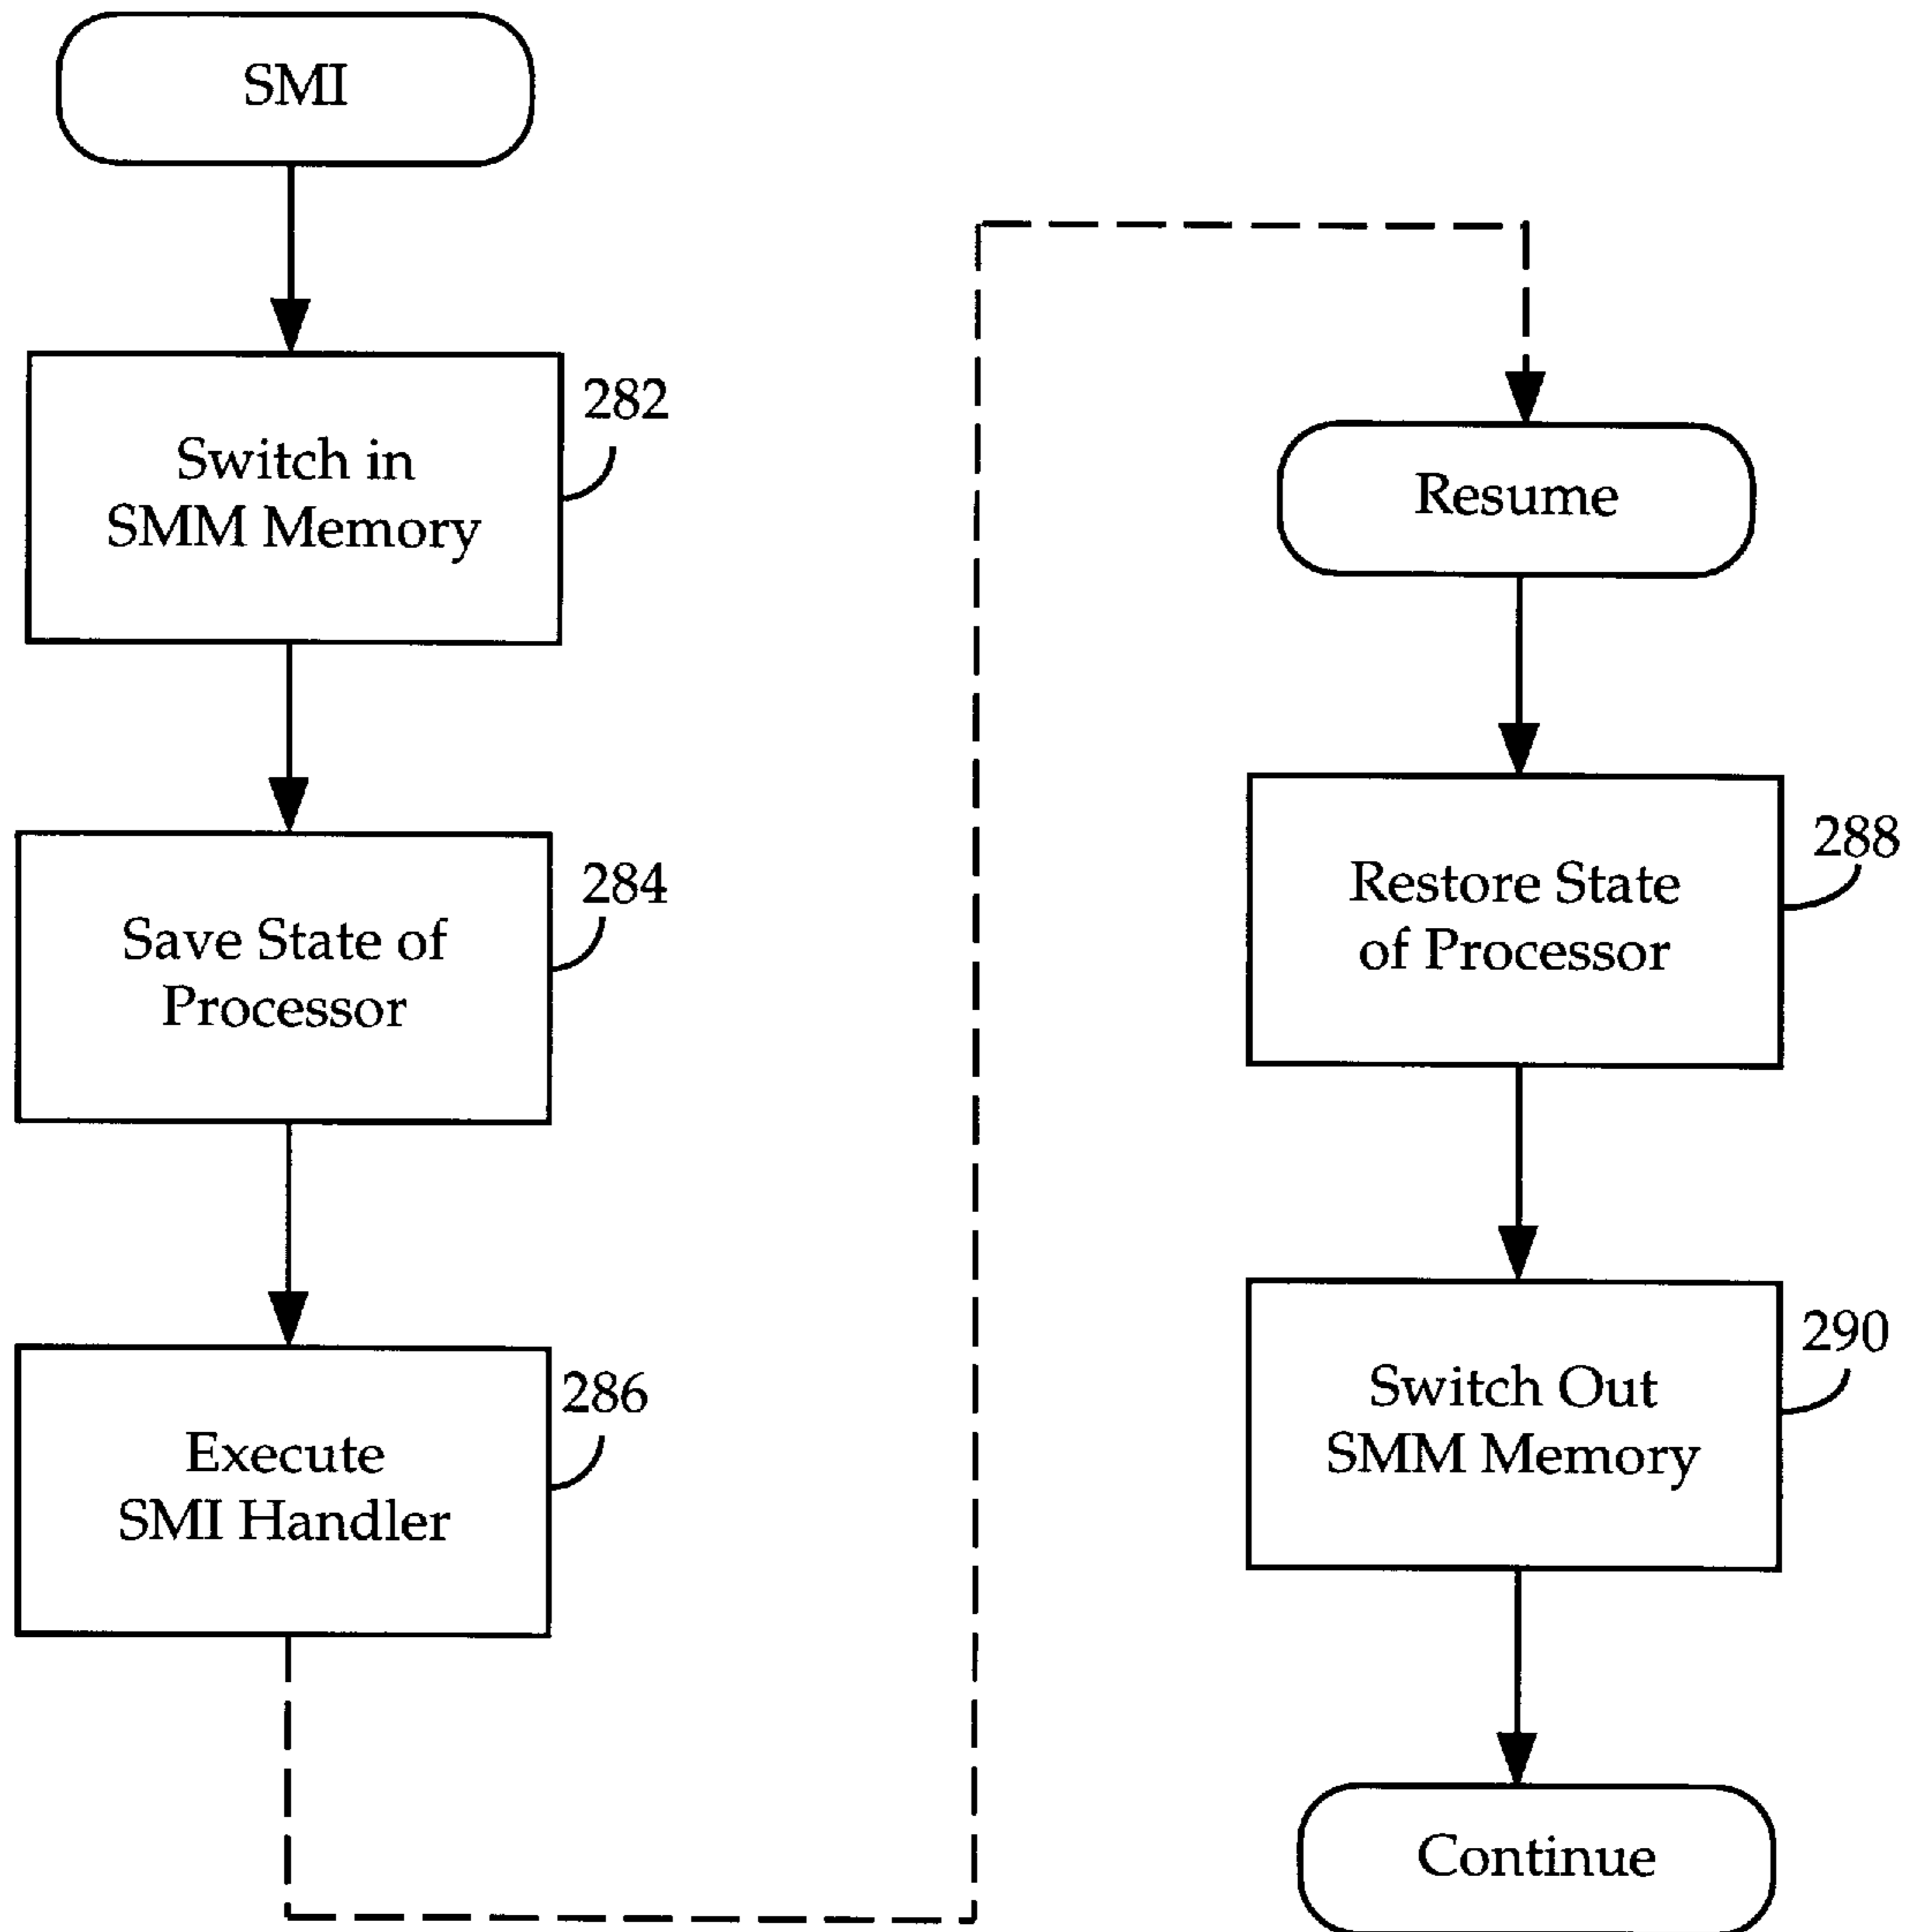 SMI
282
Switch in
SMM Memory
284
Save State of
Processor
286
Execute
SMI Handler
Resume
288
Restore State
of Processor
290
Switch Out
SMM Memory
Continue